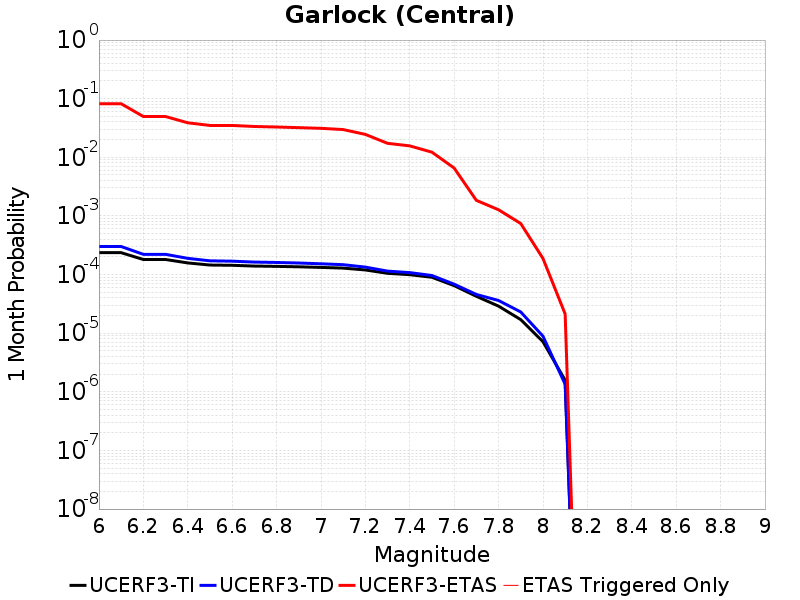 Garlock (Central)
10^0
10^-1
10^-2
10^-3
10^-4
10^-5
10^-6
10^-7
10^-8
1 Month Probability
6 6.2 6.4 6.6 6.8 7 7.2 7.4 7.6 7.8 8 8.2 8.4 8.6 8.8 9
Magnitude
UCERF3-TI UCERF3-TD UCERF3-ETAS ETAS Triggered Only